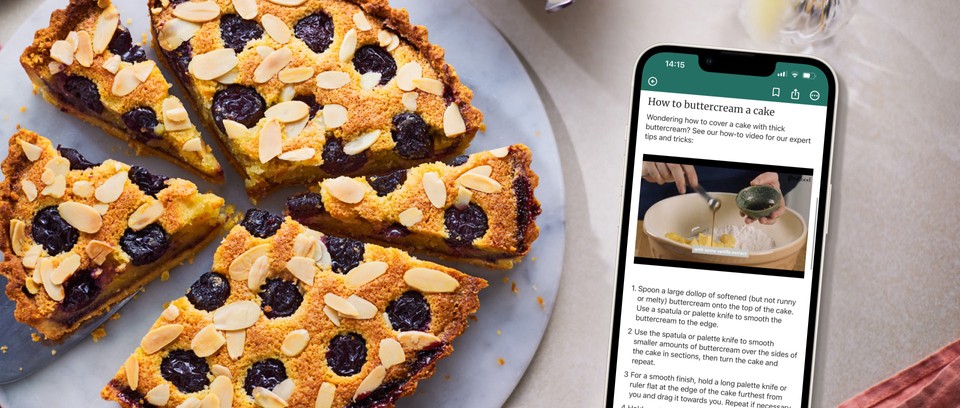 14:15
How to buttercream a cake
Wondering how to cover a cake with thick
buttercream? See our how-to video for our expert
tips and tricks:
1. Spoon a large dollop of softened (but not runny
or melty) buttercream onto the top of the cake.
Use a spatula or palette knife to smooth the
buttercream to the edge.
2 Use the spatula or palette knife to smooth
smaller amounts of buttercream over the sides of
the cake in sections, then turn the cake and
repeat.
3 For a smooth finish, hold a long palette knife or
ruler flat at the edge of the cake furthest from
you and drag it towards you. Repeat if necessary